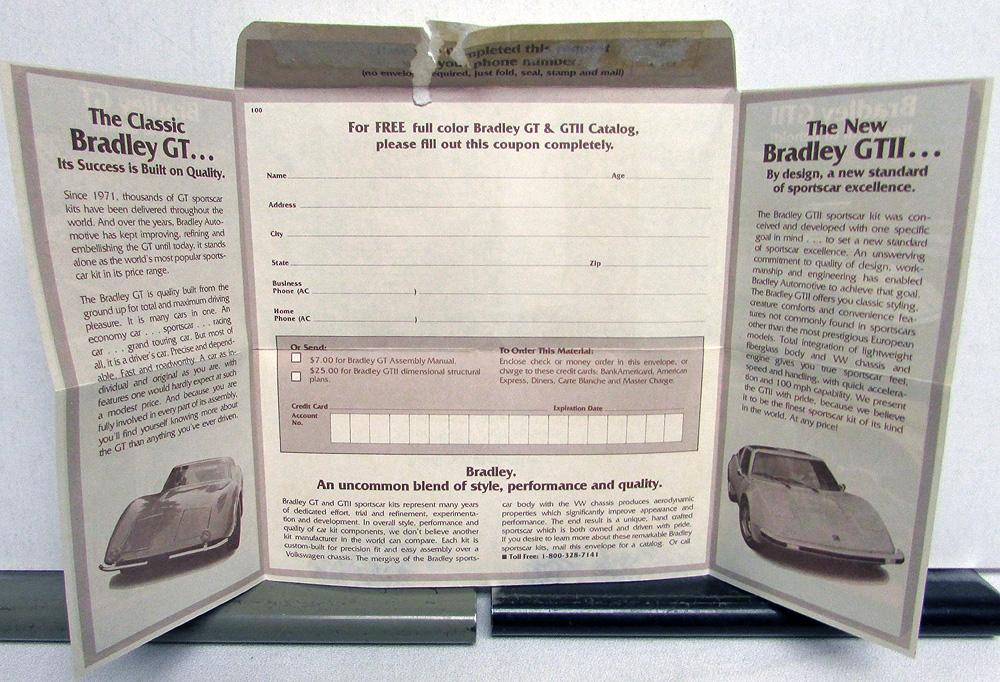 pleted this request
your phone number.
(no envelo equired, just fold, seal, stamp and mail)
The Classic
Bradley GT...
Its Success is Built on Quality.
Since 1971, thousands of GT sportscar
kits have been delivered throughout the
world. And over the years, Bradley Auto-
motive has kept improving, refining and
embellishing the GT until today, it stands
alone as the world's most popular sports-
car kit in its price range.
The Bradley GT is quality built from the
ground up for total and maximum driving
pleasure. It is many cars in one. An
economy car . . . sportscar . . . racing
car . . . grand touring car. But most of
all, it is a driver's car. Precise and depend-
able. Fast and roadworthy. A car as in-
dividual and original as you are, with
features one would hardly expect at such
a modest price. And because you are
fully involved in every part of its assembly,
you'll find yourself knowing more about
the GT than anything you've ever driven.
100
For FREE full color Bradley GT & GTII Catalog,
please fill out this coupon completely.
Name Age
Address
City
State Zip
Business
Phone (AC )
Home
Phone (AC )
Or Send:
$7.00 for Bradley GT Assembly Manual.
$25.00 for Bradley GTII dimensional structural
plans.
To Order This Material:
Enclose check or money order in this envelope, or
charge to these credit cards: BankAmericard, American
Express, Diners, Carte Blanche and Master Charge.
Credit Card Expiration Date
Account
No.
Bradley.
An uncommon blend of style, performance and quality.
Bradley GT and GTII sportscar kits represent many years
of dedicated effort, trial and refinement, experimenta-
tion and development. In overall style, performance and
quality of car kit components, we don't believe another
kit manufacturer in the world can compare. Each kit is
custom-built for precision fit and easy assembly over a
Volkswagen chassis. The merging of the Bradley sports-
car body with the VW chassis produces aerodynamic
properties which significantly improve appearance and
performance. The end result is a unique, hand crafted
sportscar which is both owned and driven with pride.
If you desire to learn more about these remarkable Bradley
sportscar kits, mail this envelope for a catalog. Or call
■ Toll Free: 1-800-328-7141
The New
Bradley GTII...
By design, a new standard
of sportscar excellence.
The Bradley GTII sportscar kit was con-
ceived and developed with one specific
goal in mind . . . to set a new standard
of sportscar excellence. An unswerving
commitment to quality of design, work-
manship and engineering has enabled
Bradley Automotive to achieve that goal.
The Bradley GTII offers you classic styling,
creature comforts and convenience fea-
tures not commonly found in sportscars
other than the most prestigious European
models. Total integration of lightweight
fiberglass body and VW chassis and
engine gives you true sportscar feel,
speed and handling, with quick accelera-
tion and 100 mph capability. We present
the GTII with pride, because we believe
it to be the finest sportscar kit of its kind
in the world. At any price!